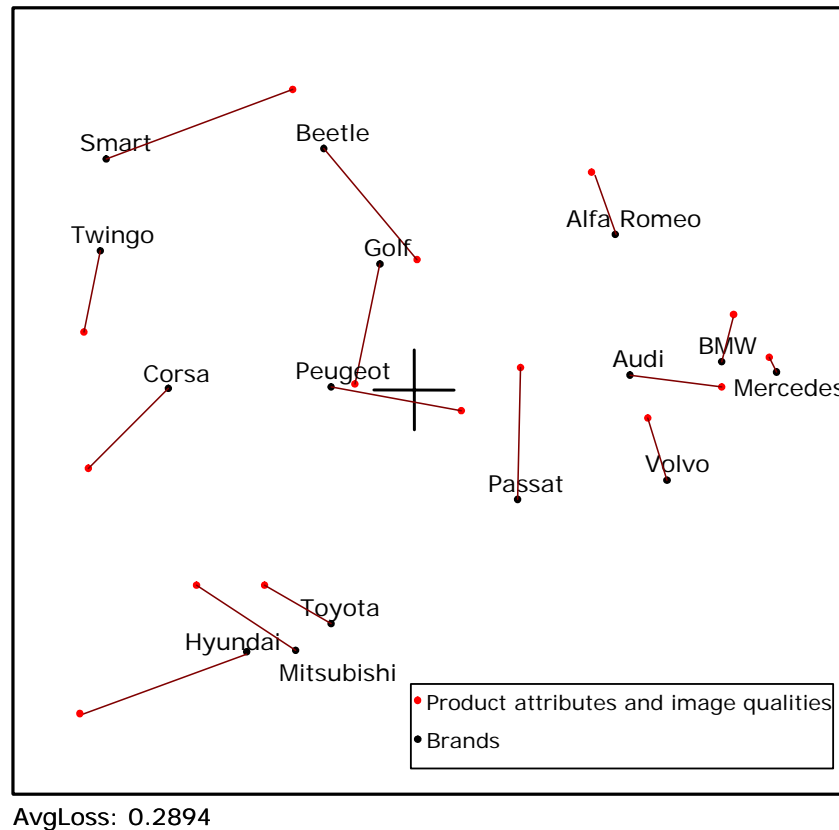 Smart
Beetle
Alfa Romeo
Twingo
Golf
BMW
Audi
Corsa
Peugeot
Mercedes
Volvo
Passat
Toyota
Hyundai
Mitsubishi
Product attributes and image qualities
Brands
AvgLoss: 0.2894